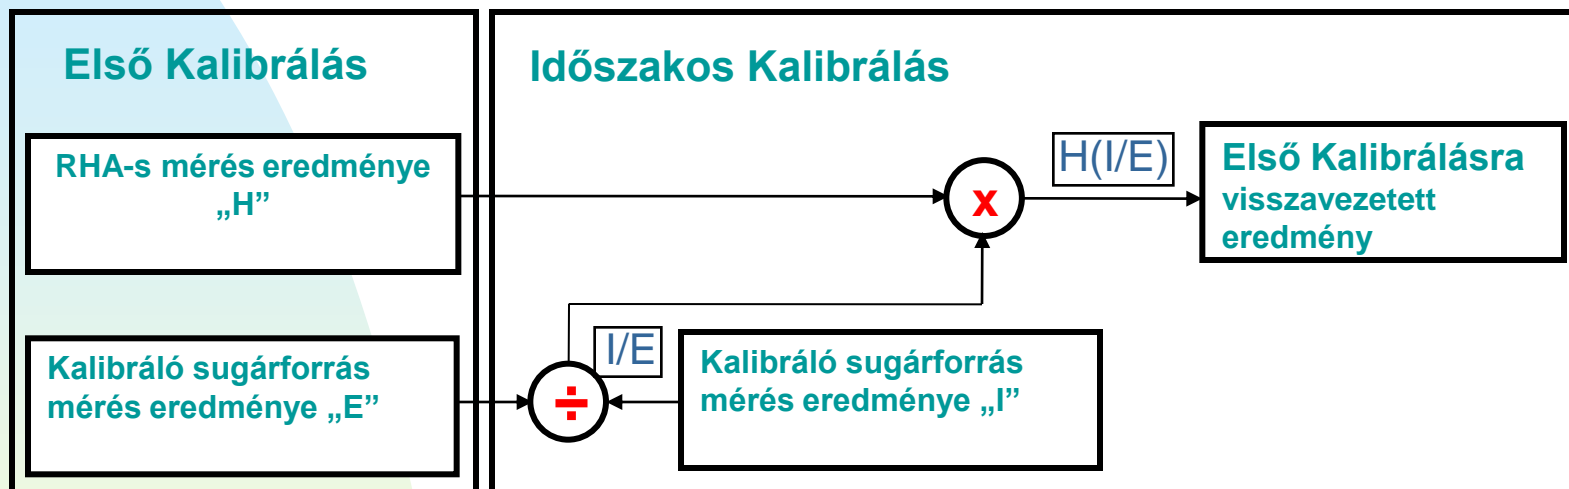 Első Kalibrálás
RHA-s mérés eredménye
„H”
Kalibráló sugárforrás
mérés eredménye „E”
Időszakos Kalibrálás
x
H(I/E)
Első Kalibrálásra
visszavezetett
eredmény
÷
I/E
Kalibráló sugárforrás
mérés eredménye „I”